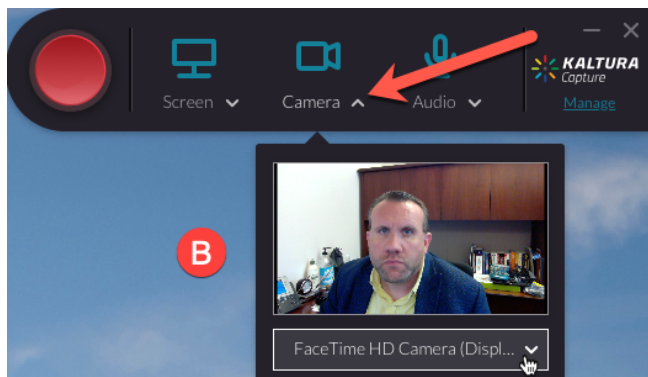 KALTURA
Capture
Screen
Camera
Audio
Manage
B
FaceTime HD Camera (Displ...